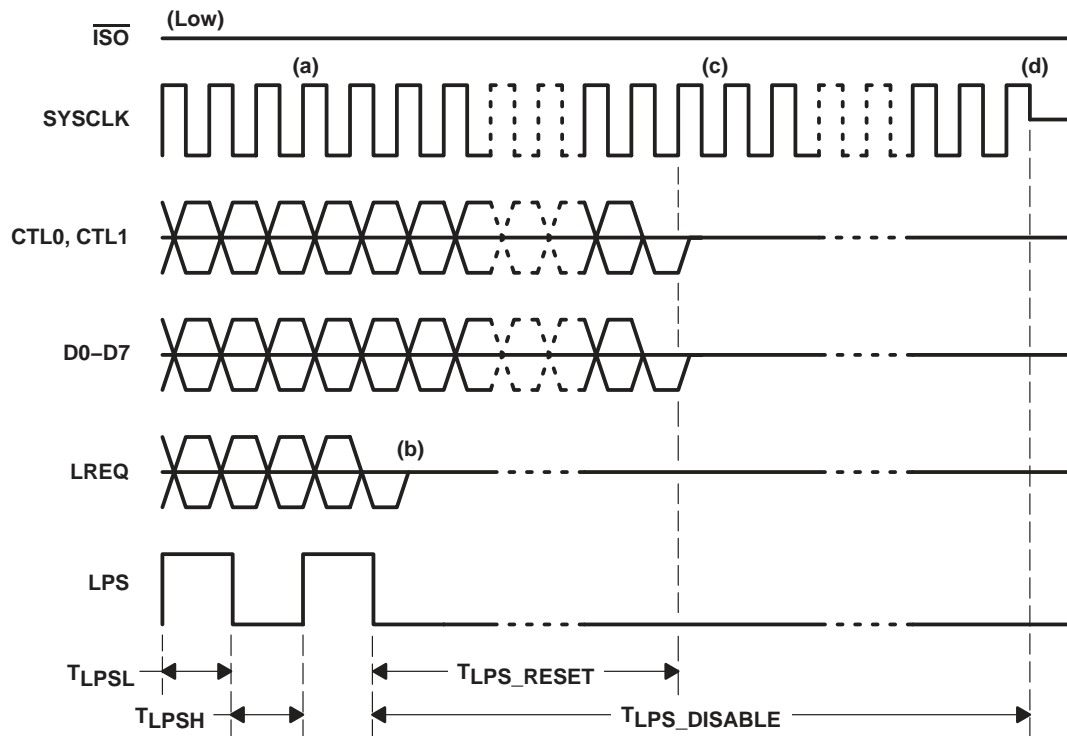 (Low)
ISO
(a)
(c)
(d)
SYSCLK
CTL0, CTL1
D0–D7
(b)
LREQ
LPS
TLPSL
TLPS_RESET
TLPSH
TLPS_DISABLE